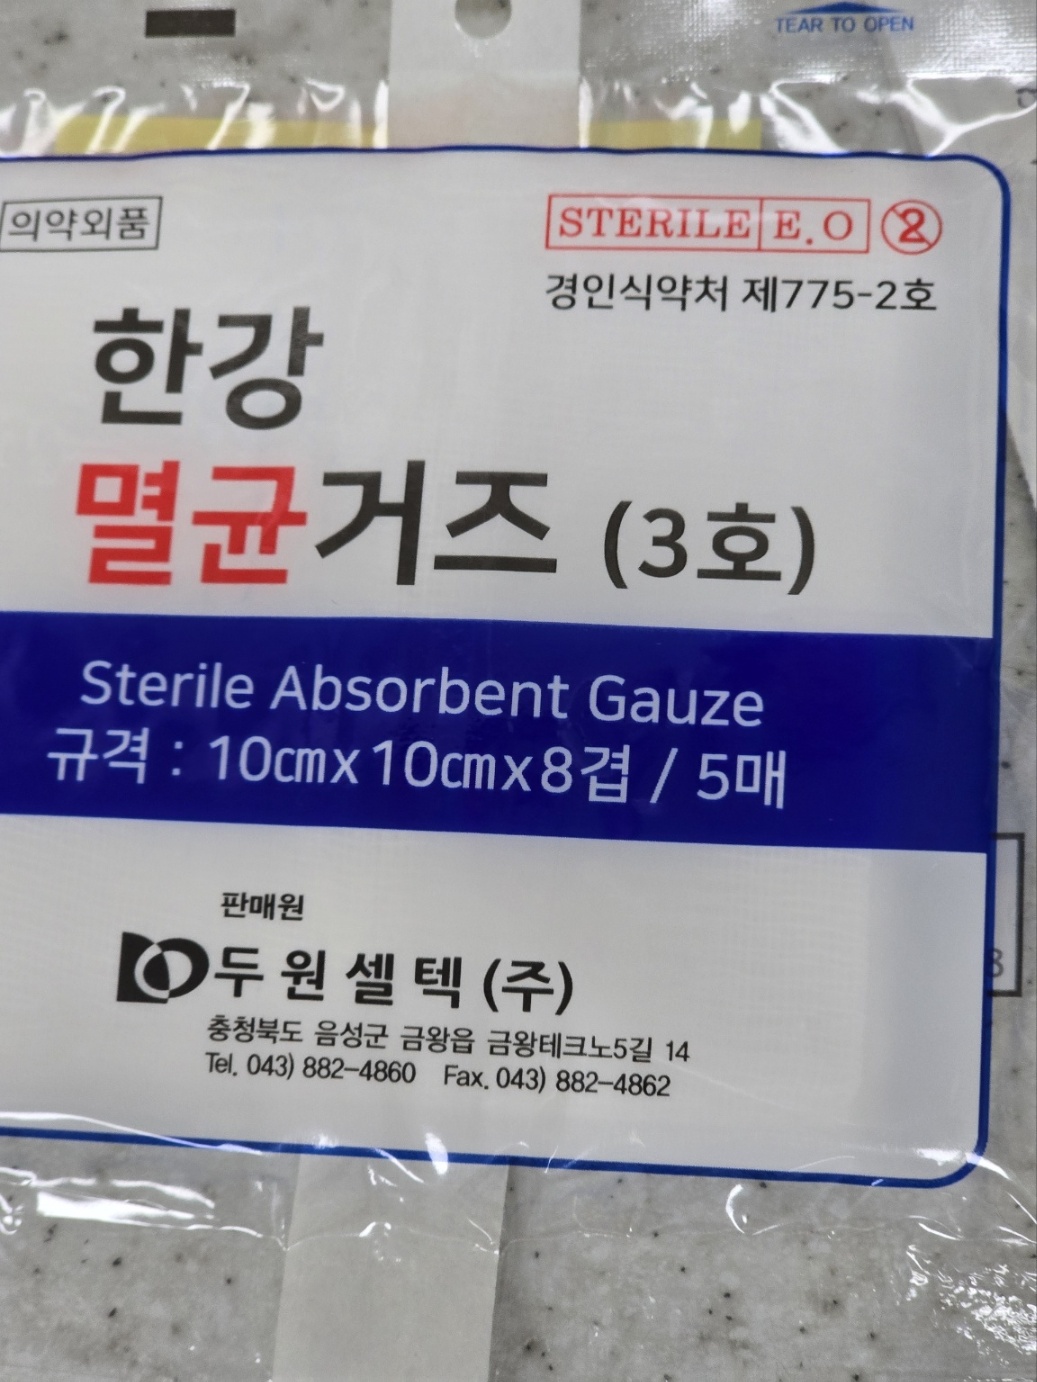 TEAR TO OPEN
의약외품
STERILE E.O 2
경인식약처 제775-2호
한강
멸균거즈 (3호)
Sterile Absorbent Gauze
규격 : 10cmx10cmx8겹 / 5매
판매원
두원셀텍(주)
충청북도 음성군 금왕읍 금왕테크노5길 14
Tel. 043) 882-4860 Fax. 043) 882-4862